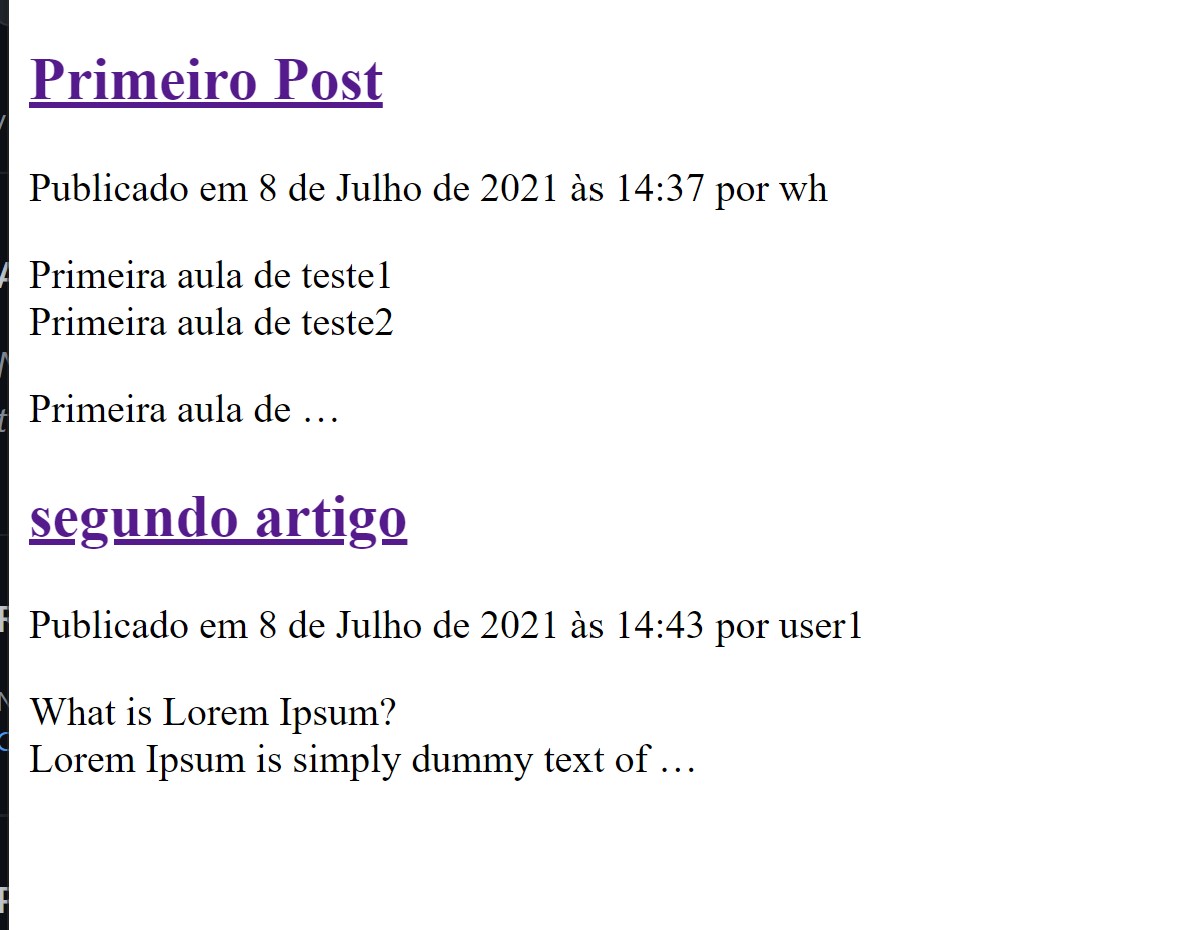 Primeiro Post
Publicado em 8 de Julho de 2021 às 14:37 por wh
Primeira aula de teste1
Primeira aula de teste2
Primeira aula de …
segundo artigo
Publicado em 8 de Julho de 2021 às 14:43 por user1
What is Lorem Ipsum?
Lorem Ipsum is simply dummy text of …